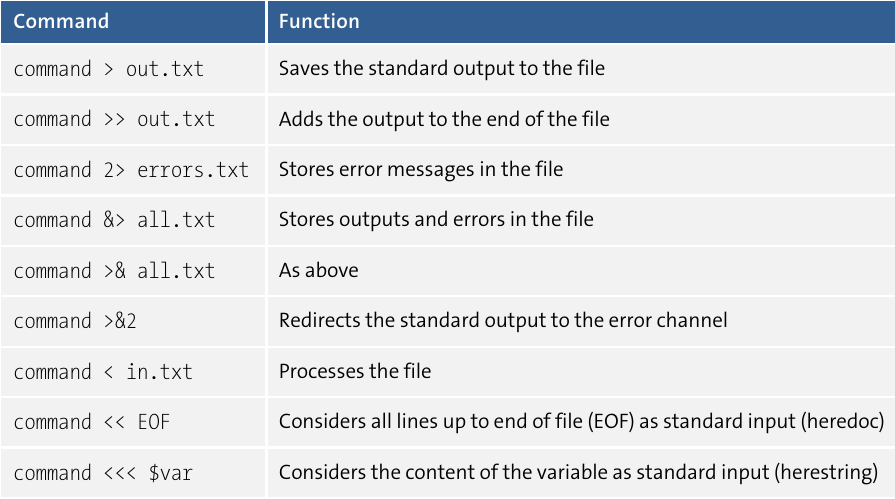 Command Function
command > out.txt Saves the standard output to the file
command >> out.txt Adds the output to the end of the file
command 2> errors.txt Stores error messages in the file
command &> all.txt Stores outputs and errors in the file
command >& all.txt As above
command >&2 Redirects the standard output to the error channel
command < in.txt Processes the file
command << EOF Considers all lines up to end of file (EOF) as standard input (heredoc)
command <<< $var Considers the content of the variable as standard input (herestring)